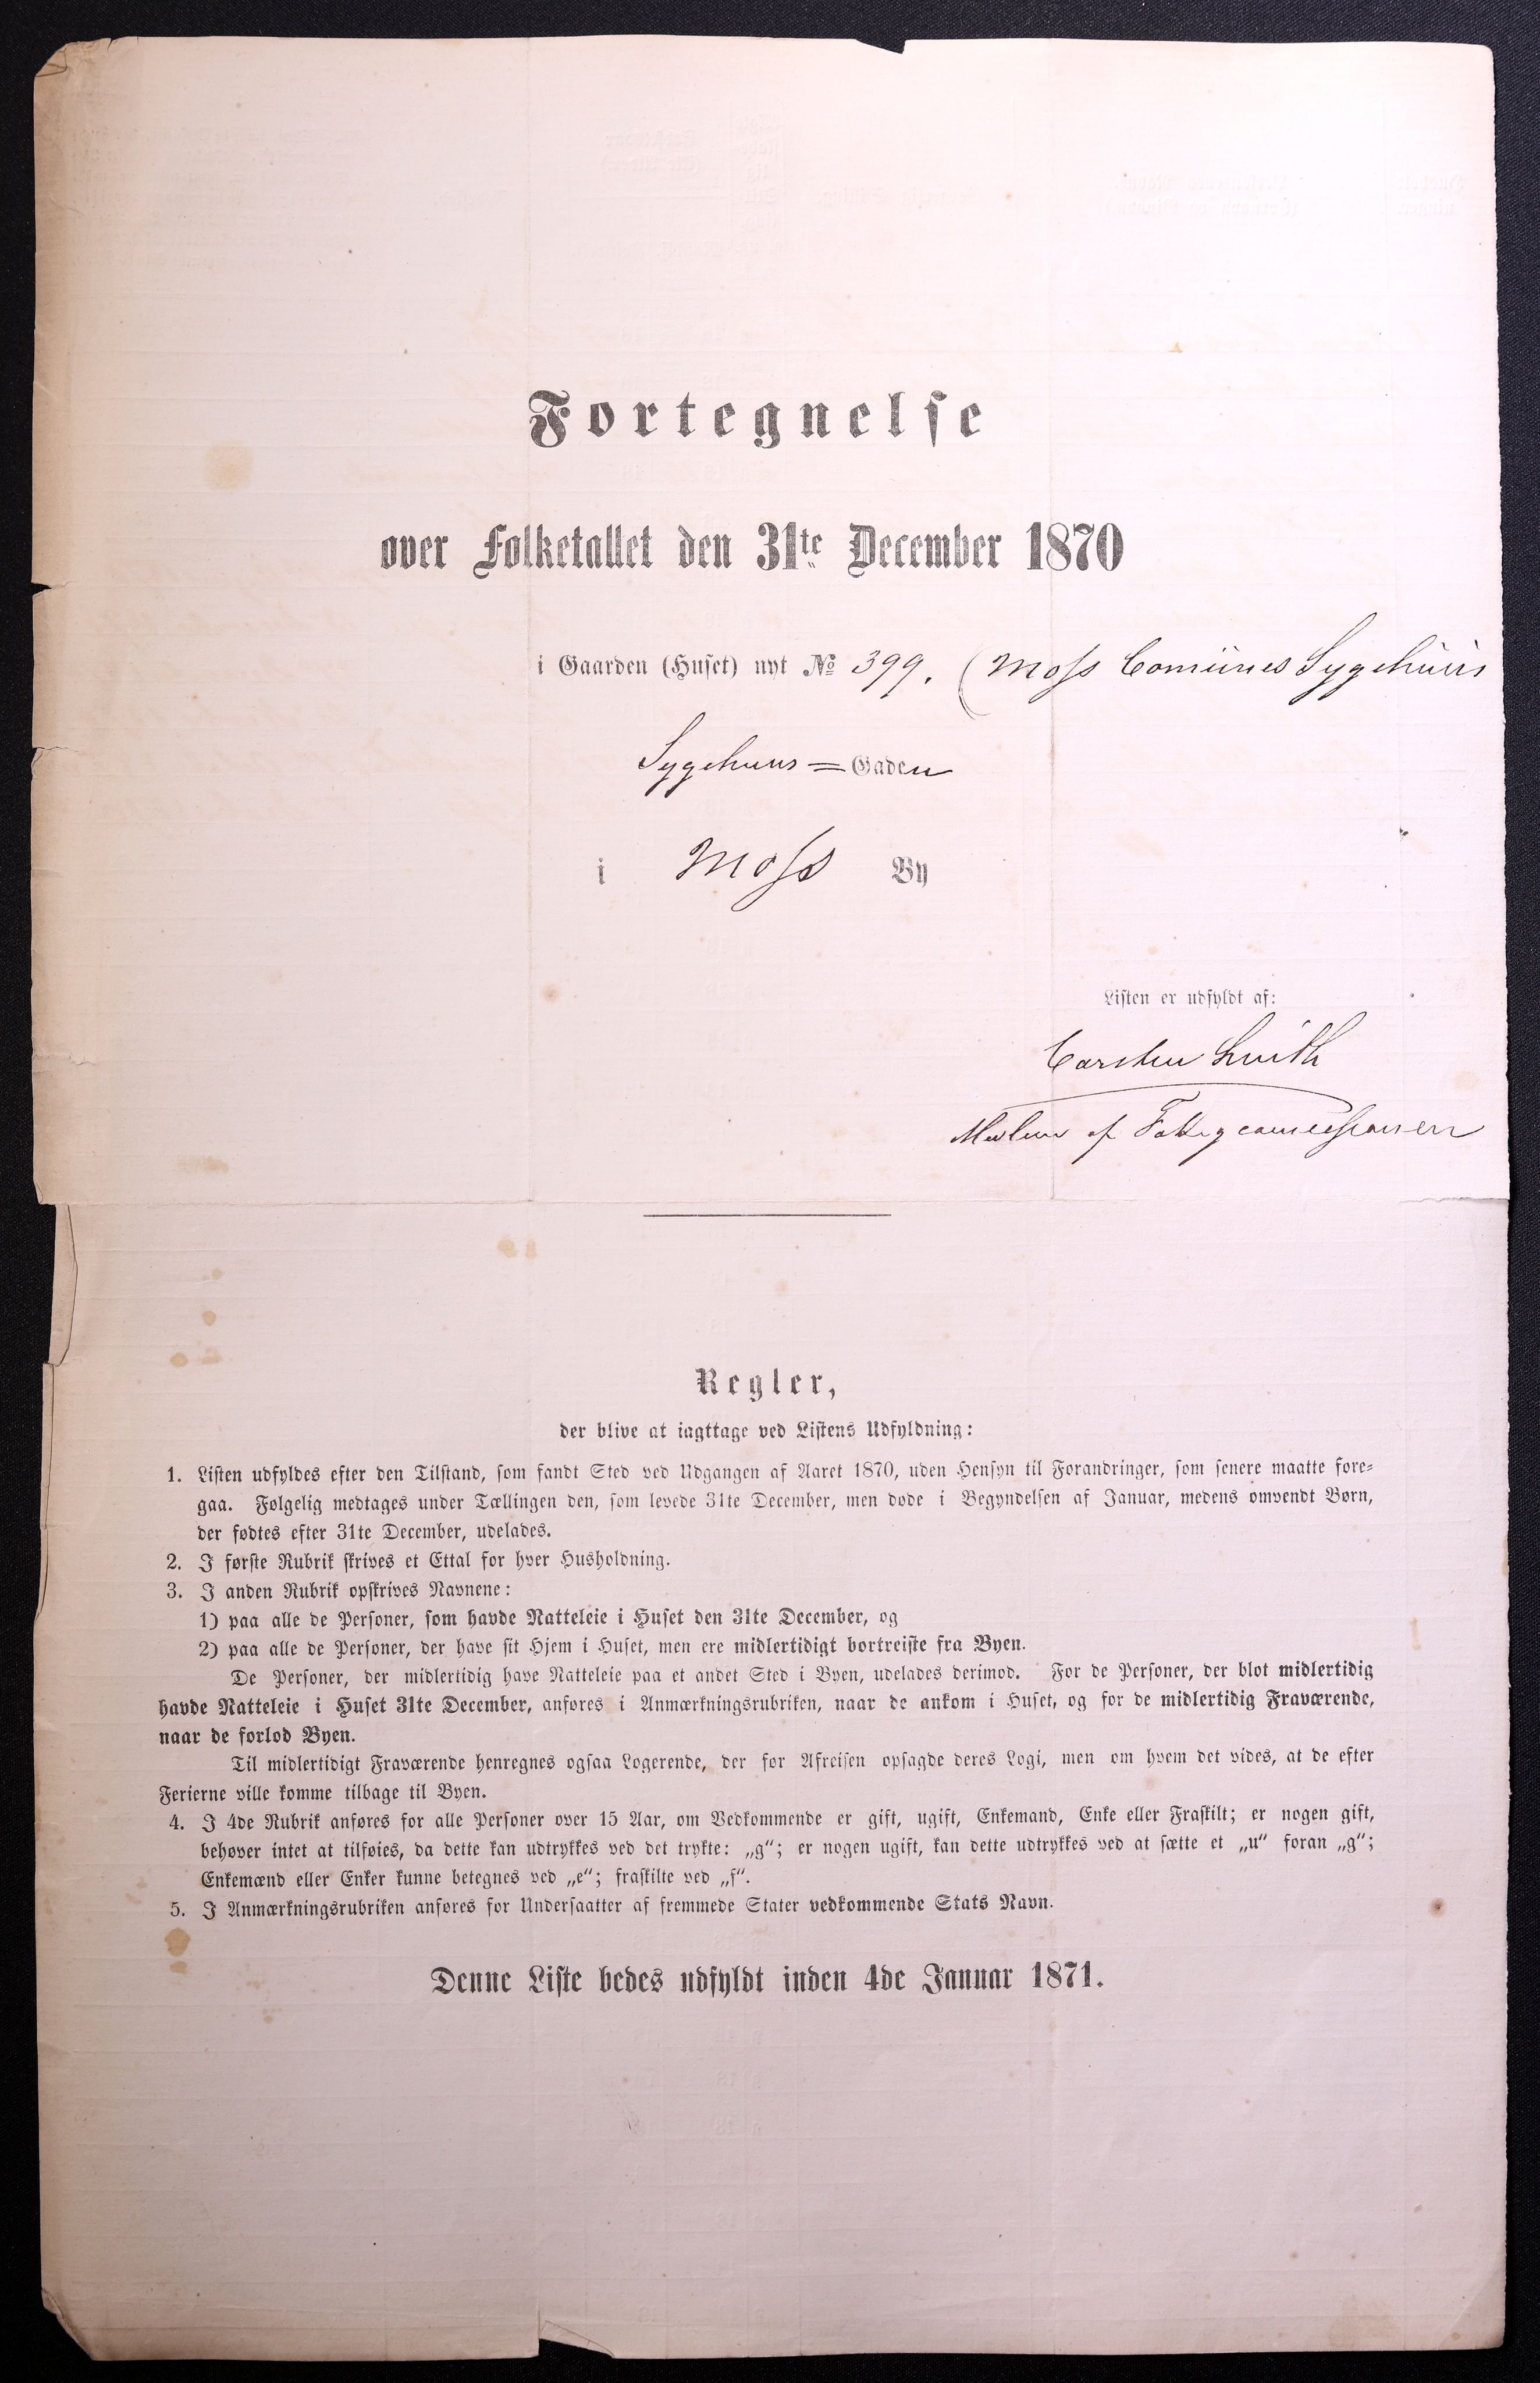 Fortegnelse
over Folketallet den 31te December 1870
i Gaarden (Huset) nyt № 399. (Moss Comünes Sygehüüs
Sygehuus = Gaden
i Moss By
Listen er udfyldt af:
Carsten Smith
Medlem af Fattigcommissionen
Regler,
der blive at iagttage ved Listens Udfyldning:
1. Listen udfyldes efter den Tilstand, som fandt Sted ved Udgangen af Aaret 1870, uden Hensyn til Forandringer, som senere maatte fore-
gaa. Følgelig medtages under Tællingen den, som levede 31te December, men døde i Begyndelsen af Januar, medens omvendt Børn,
der fødtes efter 31te December, udelades.
2. I første Rubrik skrives et Ettal for hver Husholdning.
3. I anden Rubrik opskrives Navnene:
1) paa alle de Personer, som havde Natteleie i Huset den 31te December, og
2) paa alle de Personer, der have sit Hjem i Huset, men ere midlertidigt bortreiste fra Byen.
De Personer, der midlertidig have Natteleie paa et andet Sted i Byen, udelades derimod. For de Personer, der blot midlertidig
havde Natteleie i Huset 31te December, anføres i Anmærkningsrubriken, naar de ankom i Huset, og for de midlertidig Fraværende,
naar de forlod Byen.
Til midlertidigt Fraværende henregnes ogsaa Logerende, der før Afreisen opsagde deres Logi, men om hvem det vides, at de efter
Ferierne ville komme tilbage til Byen.
4. I 4de Rubrik anføres for alle Personer over 15 Aar, om Vedkommende er gift, ugift, Enkemand, Enke eller Fraskilt; er nogen gift,
behøver intet at tilføies, da dette kan udtrykkes ved det trykte: „g“; er nogen ugift, kan dette udtrykkes ved at sætte et „u“ foran „g“;
Enkemænd eller Enker kunne betegnes ved „e“; fraskilte ved „f“.
5. I Anmærkningsrubriken anføres for Undersaatter af fremmede Stater vedkommende Stats Navn.
Denne Liste bedes udfyldt inden 4de Januar 1871.